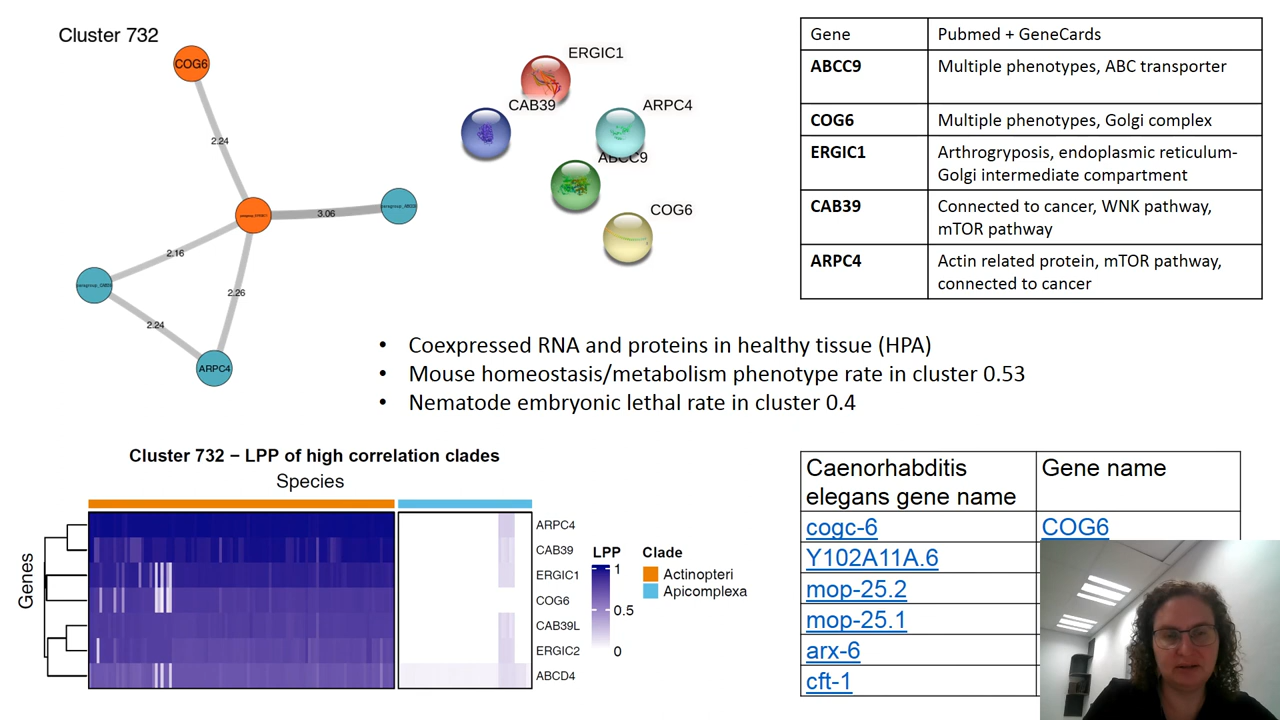 Cluster 732
COG6
2.24
3.06
2.16
2.26
2.24
ARPC4
ERGIC1
CAB39
ARPC4
ABCC9
COG6
Gene Pubmed + GeneCards
ABCC9 Multiple phenotypes, ABC transporter
COG6 Multiple phenotypes, Golgi complex
ERGIC1 Arthrogryposis, endoplasmic reticulum-
Golgi intermediate compartment
CAB39 Connected to cancer, WNK pathway,
mTOR pathway
ARPC4 Actin related protein, mTOR pathway,
connected to cancer
• Coexpressed RNA and proteins in healthy tissue (HPA)
• Mouse homeostasis/metabolism phenotype rate in cluster 0.53
• Nematode embryonic lethal rate in cluster 0.4
Cluster 732 − LPP of high correlation clades
Species
Genes
ARPC4
CAB39
ERGIC1
COG6
CAB39L
ERGIC2
ABCD4
LPP
1
0.5
0
Clade
Actinopteri
Apicomplexa
Caenorhabditis
elegans gene name
Gene name
cogc-6 COG6
Y102A11A.6
mop-25.2
mop-25.1
arx-6
cft-1